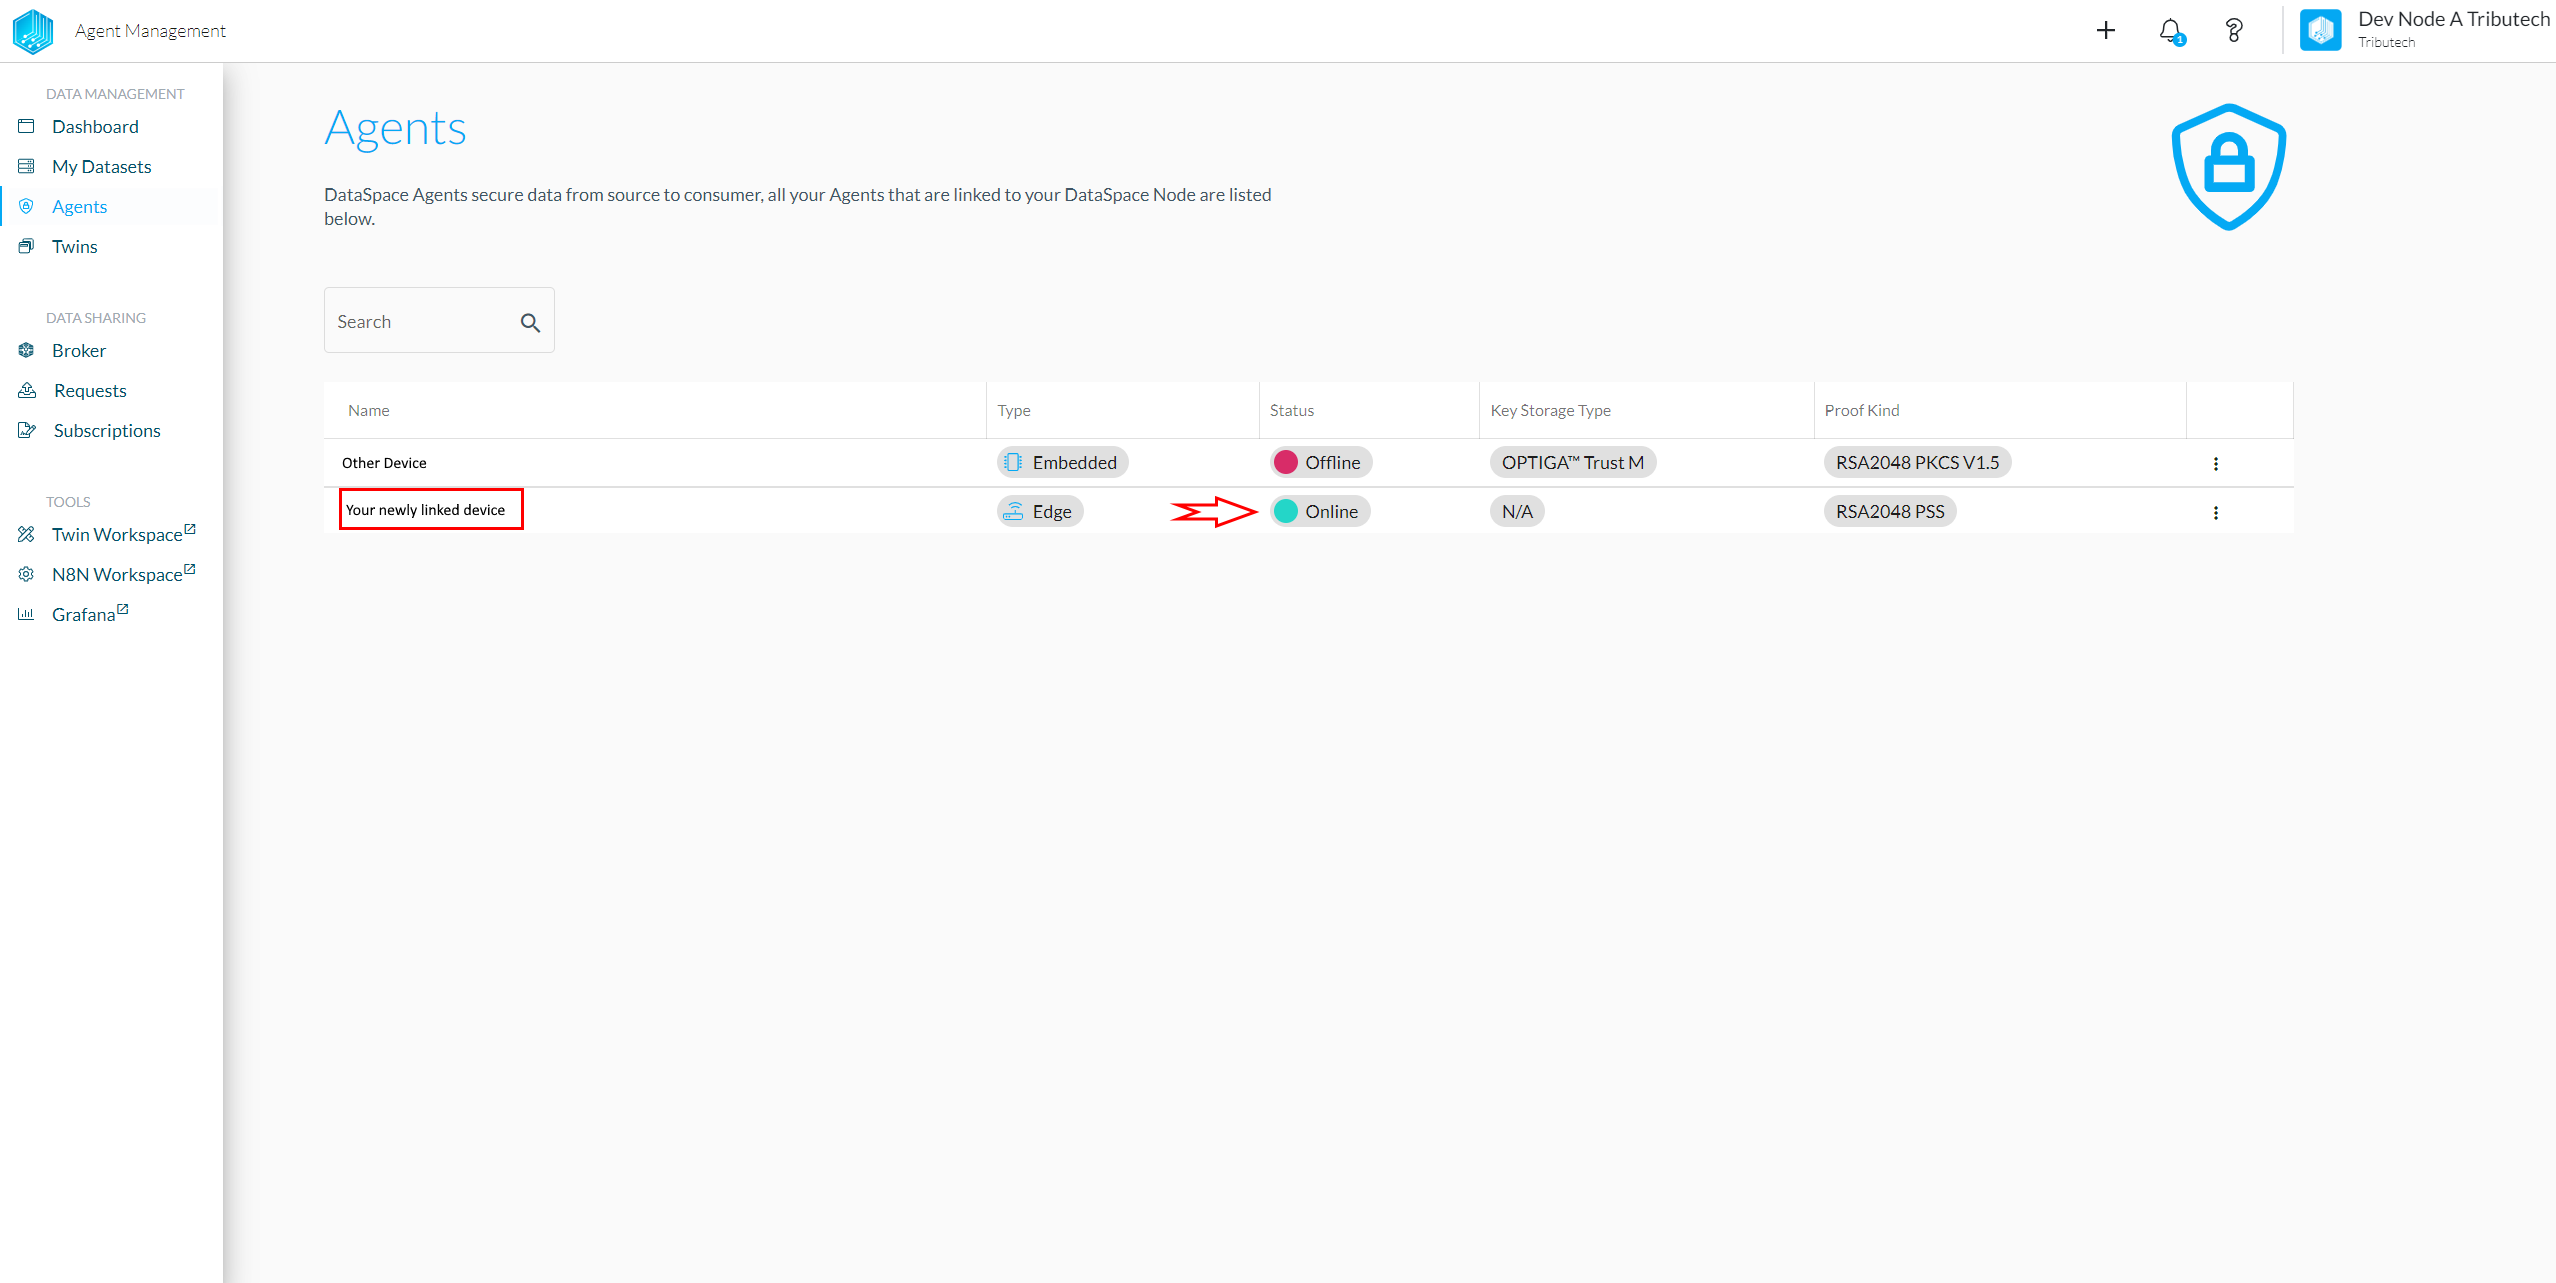 Agent Management
1
Dev Node A Tributech
Tributech
DATA MANAGEMENT
Dashboard
My Datasets
Agents
Twins
DATA SHARING
Broker
Requests
Subscriptions
TOOLS
Twin Workspace
N8N Workspace
Grafana
Agents
DataSpace Agents secure data from source to consumer, all your Agents that are linked to your DataSpace Node are listed
below.
Search
Name Type Status Key Storage Type Proof Kind
Other Device Embedded Offline OPTIGA™ Trust M RSA2048 PKCS V1.5
Your newly linked device Edge Online N/A RSA2048 PSS